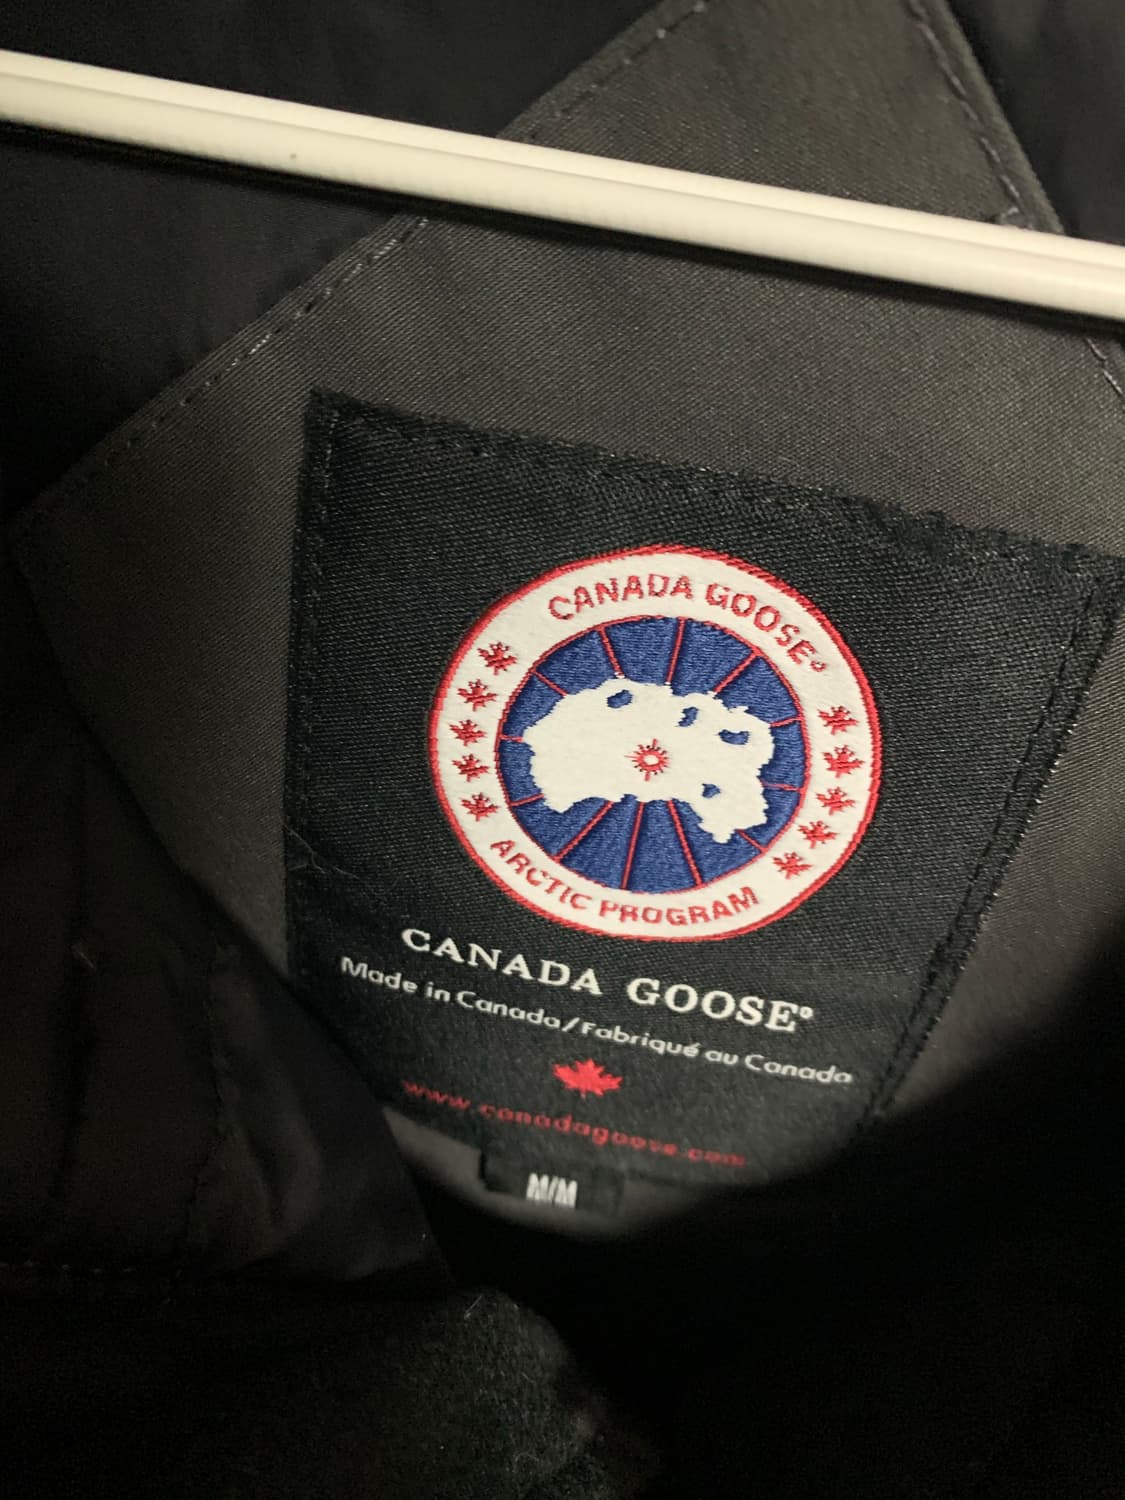 CANADA GOOSE®
ARCTIC PROGRAM
CANADA GOOSE®
Made in Canada/Fabriqué au Canada
www.canadagoose.com
M/M